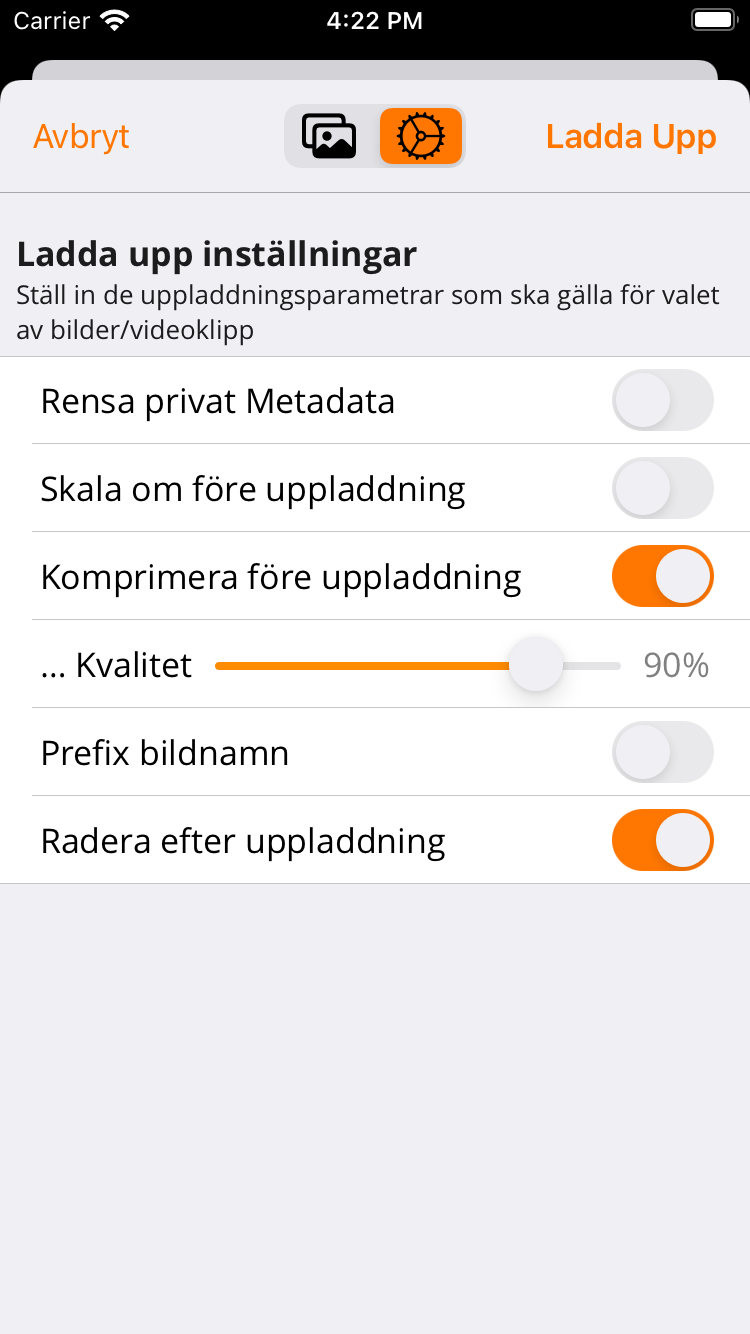 Carrier 4:22 PM
Avbryt Ladda Upp
Ladda upp inställningar
Ställ in de uppladdningsparametrar som ska gälla för valet
av bilder/videoklipp
Rensa privat Metadata
Skala om före uppladdning
Komprimera före uppladdning
... Kvalitet 90%
Prefix bildnamn
Radera efter uppladdning